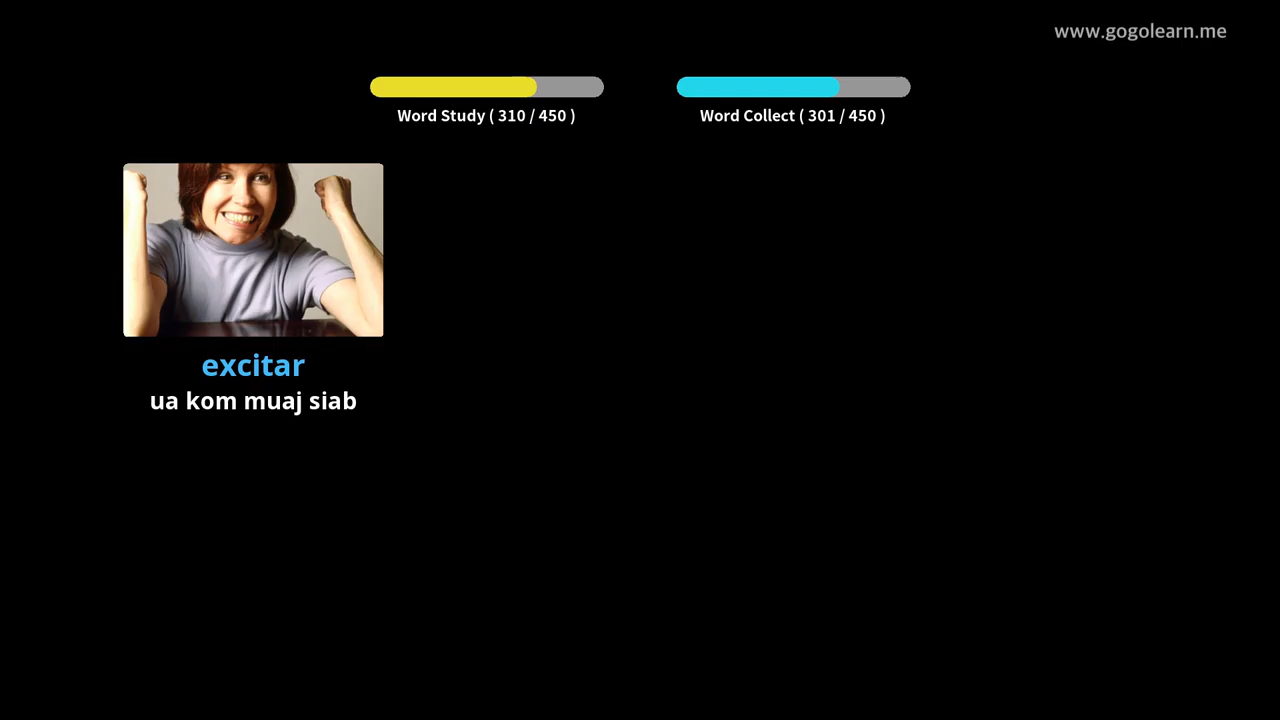 www.gogolearn.me
Word Study ( 310 / 450 )
Word Collect ( 301 / 450 )
excitar
ua kom muaj siab